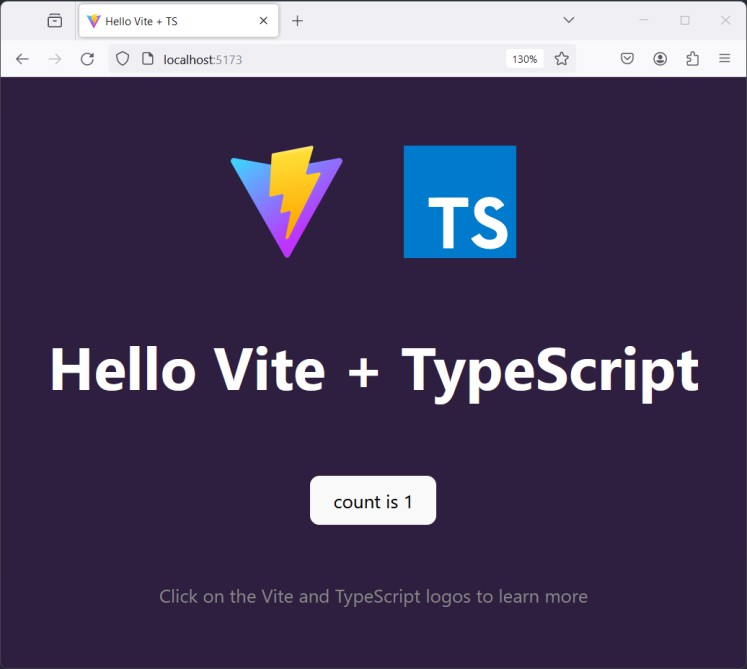 Hello Vite + TS
localhost:5173
130%
TS
Hello Vite + TypeScript
count is 1
Click on the Vite and TypeScript logos to learn more